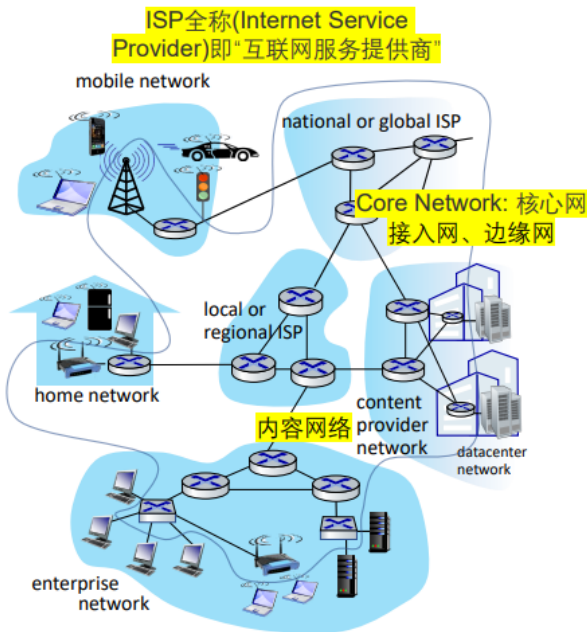 ISP全称(Internet Service
Provider)即“互联网服务提供商”
mobile network
national or global ISP
Core Network: 核心网
接入网、边缘网
local or
regional ISP
home network
content
provider
network
datacenter
network
内容网络
enterprise
network